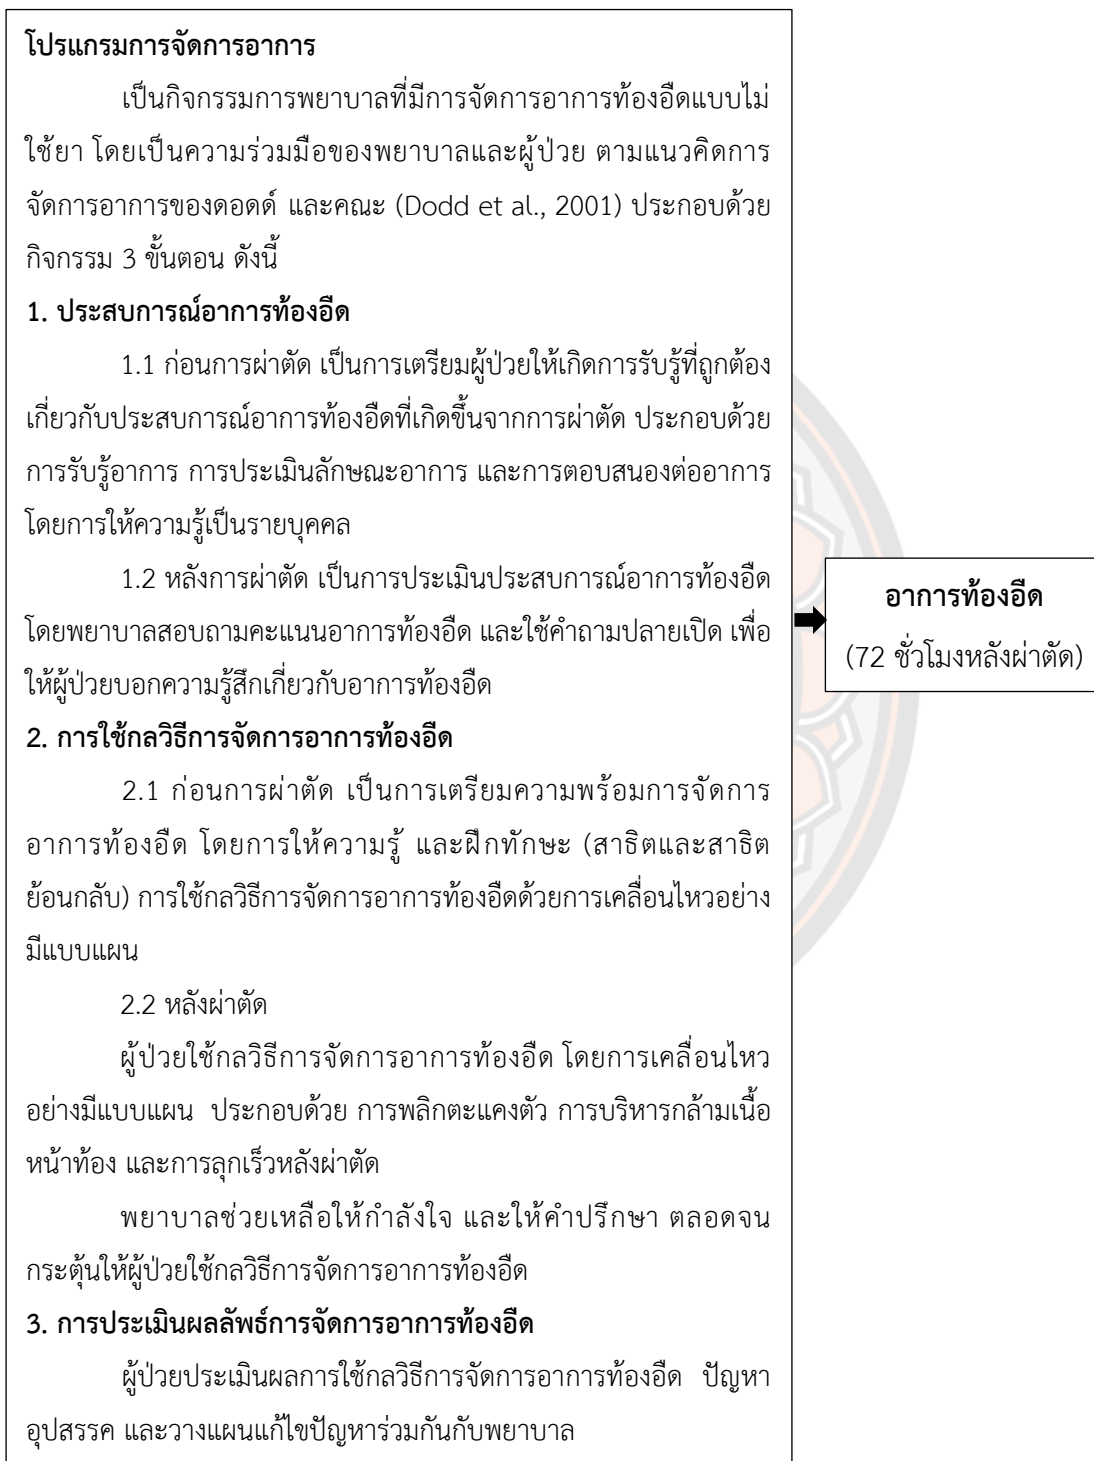 โปรแกรมการจัดการอาการ
เป็นกิจกรรมการพยาบาลที่มีการจัดการอาการท้องอืดแบบไม่
ใช้ยา โดยเป็นความร่วมมือของพยาบาลและผู้ป่วย ตามแนวคิดการ
จัดการอาการของดอดด์ และคณะ (Dodd et al., 2001) ประกอบด้วย
กิจกรรม 3 ขั้นตอน ดังนี้
1. ประสบการณ์อาการท้องอืด
1.1 ก่อนการผ่าตัด เป็นการเตรียมผู้ป่วยให้เกิดการรับรู้ที่ถูกต้อง
เกี่ยวกับประสบการณ์อาการท้องอืดที่เกิดขึ้นจากการผ่าตัด ประกอบด้วย
การรับรู้อาการ การประเมินลักษณะอาการ และการตอบสนองต่ออาการ
โดยการให้ความรู้เป็นรายบุคคล
1.2 หลังการผ่าตัด เป็นการประเมินประสบการณ์อาการท้องอืด
โดยพยาบาลสอบถามคะแนนอาการท้องอืด และใช้คำถามปลายเปิด เพื่อ
ให้ผู้ป่วยบอกความรู้สึกเกี่ยวกับอาการท้องอืด
2. การใช้กลวิธีการจัดการอาการท้องอืด
2.1 ก่อนการผ่าตัด เป็นการเตรียมความพร้อมการจัดการ
อาการท้องอืด โดยการให้ความรู้ และฝึกทักษะ (สาธิตและสาธิต
ย้อนกลับ) การใช้กลวิธีการจัดการอาการท้องอืดด้วยการเคลื่อนไหวอย่าง
มีแบบแผน
2.2 หลังผ่าตัด
ผู้ป่วยใช้กลวิธีการจัดการอาการท้องอืด โดยการเคลื่อนไหว
อย่างมีแบบแผน ประกอบด้วย การพลิกตะแคงตัว การบริหารกล้ามเนื้อ
หน้าท้อง และการลุกเร็วหลังผ่าตัด
พยาบาลช่วยเหลือให้กำลังใจ และให้คำปรึกษา ตลอดจน
กระตุ้นให้ผู้ป่วยใช้กลวิธีการจัดการอาการท้องอืด
3. การประเมินผลลัพธ์การจัดการอาการท้องอืด
ผู้ป่วยประเมินผลการใช้กลวิธีการจัดการอาการท้องอืด ปัญหา
อุปสรรค และวางแผนแก้ไขปัญหาร่วมกันกับพยาบาล
อาการท้องอืด
(72 ชั่วโมงหลังผ่าตัด)